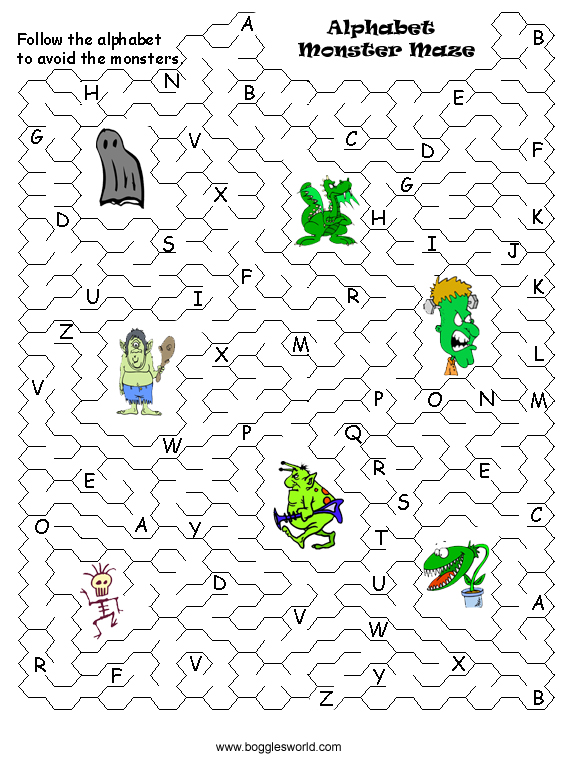 Alphabet
Monster Maze
Follow the alphabet
to avoid the monsters.
A
B
N
H
B
E
G
V
C
D
F
X
G
D
H
K
S
I
J
F
K
U
I
R
Z
X
M
L
V
P
O
N
M
W
P
Q
E
R
E
S
C
O
A
Y
T
D
U
A
V
W
R
F
V
Y
X
Z
B
www.bogglesworld.com